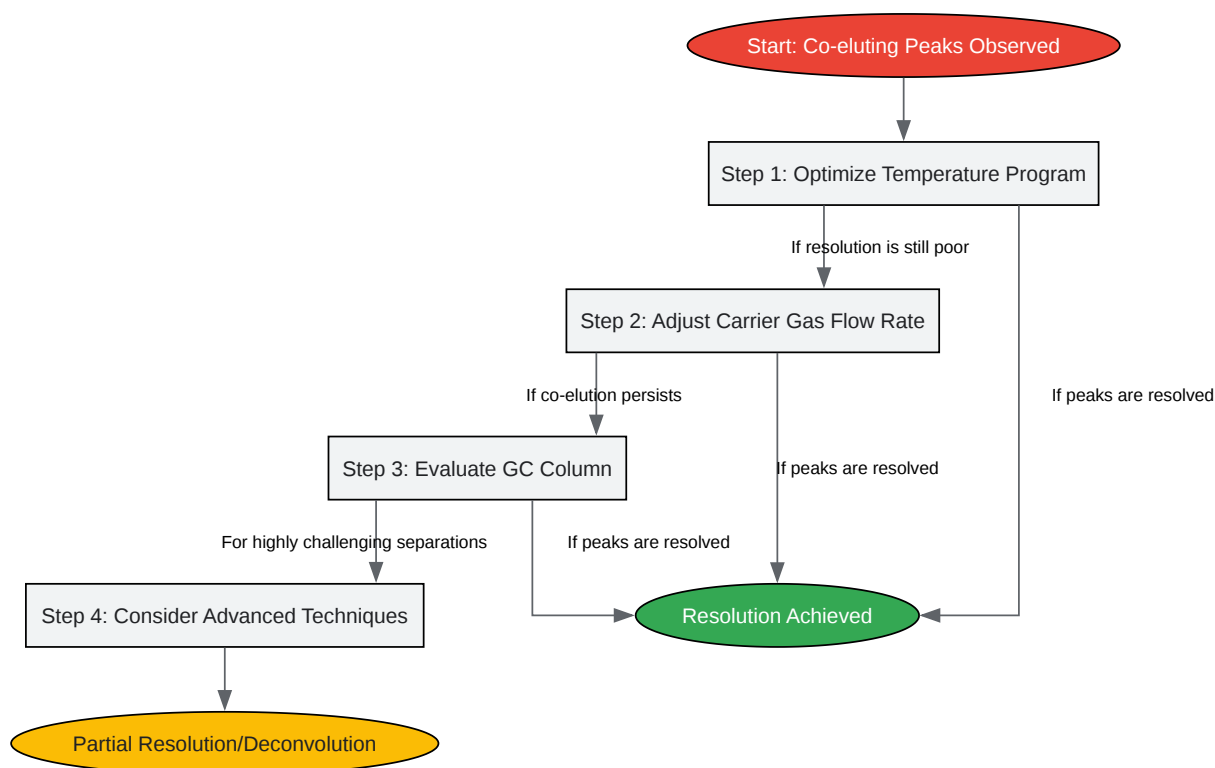 Start: Co-eluting Peaks Observed
Step 1: Optimize Temperature Program
If resolution is still poor
Step 2: Adjust Carrier Gas Flow Rate
If co-elution persists
If peaks are resolved
Step 3: Evaluate GC Column
If peaks are resolved
For highly challenging separations
If peaks are resolved
Step 4: Consider Advanced Techniques
Resolution Achieved
Partial Resolution/Deconvolution